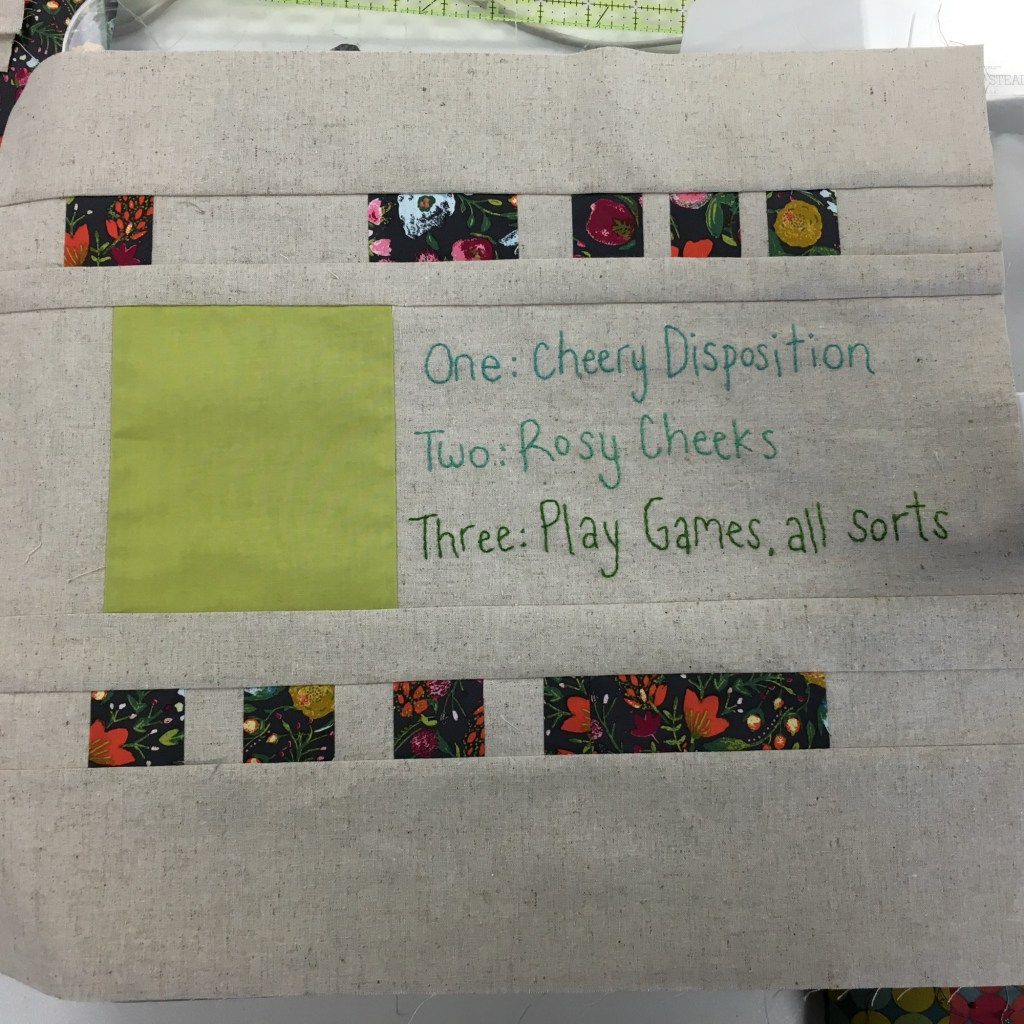 One: Cheery Disposition
Two: Rosy Cheeks
Three: Play Games, all sorts